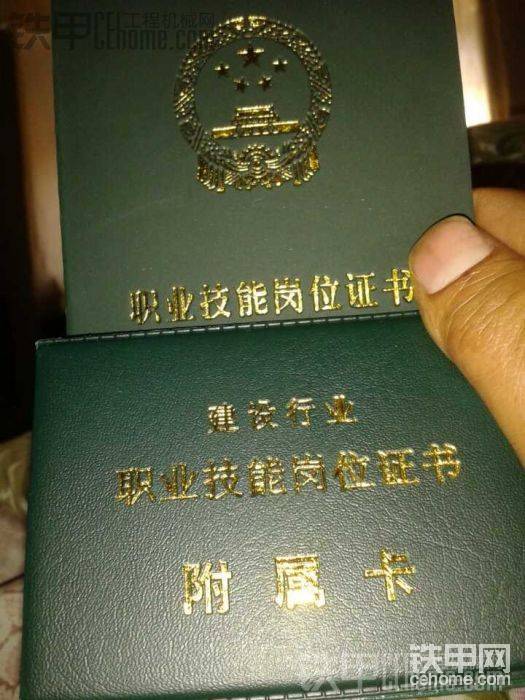 铁甲 工程机械网
CEhome.com
职业技能岗位证书
建设行业
职业技能岗位证书
附属卡
铁甲网
cehome.com